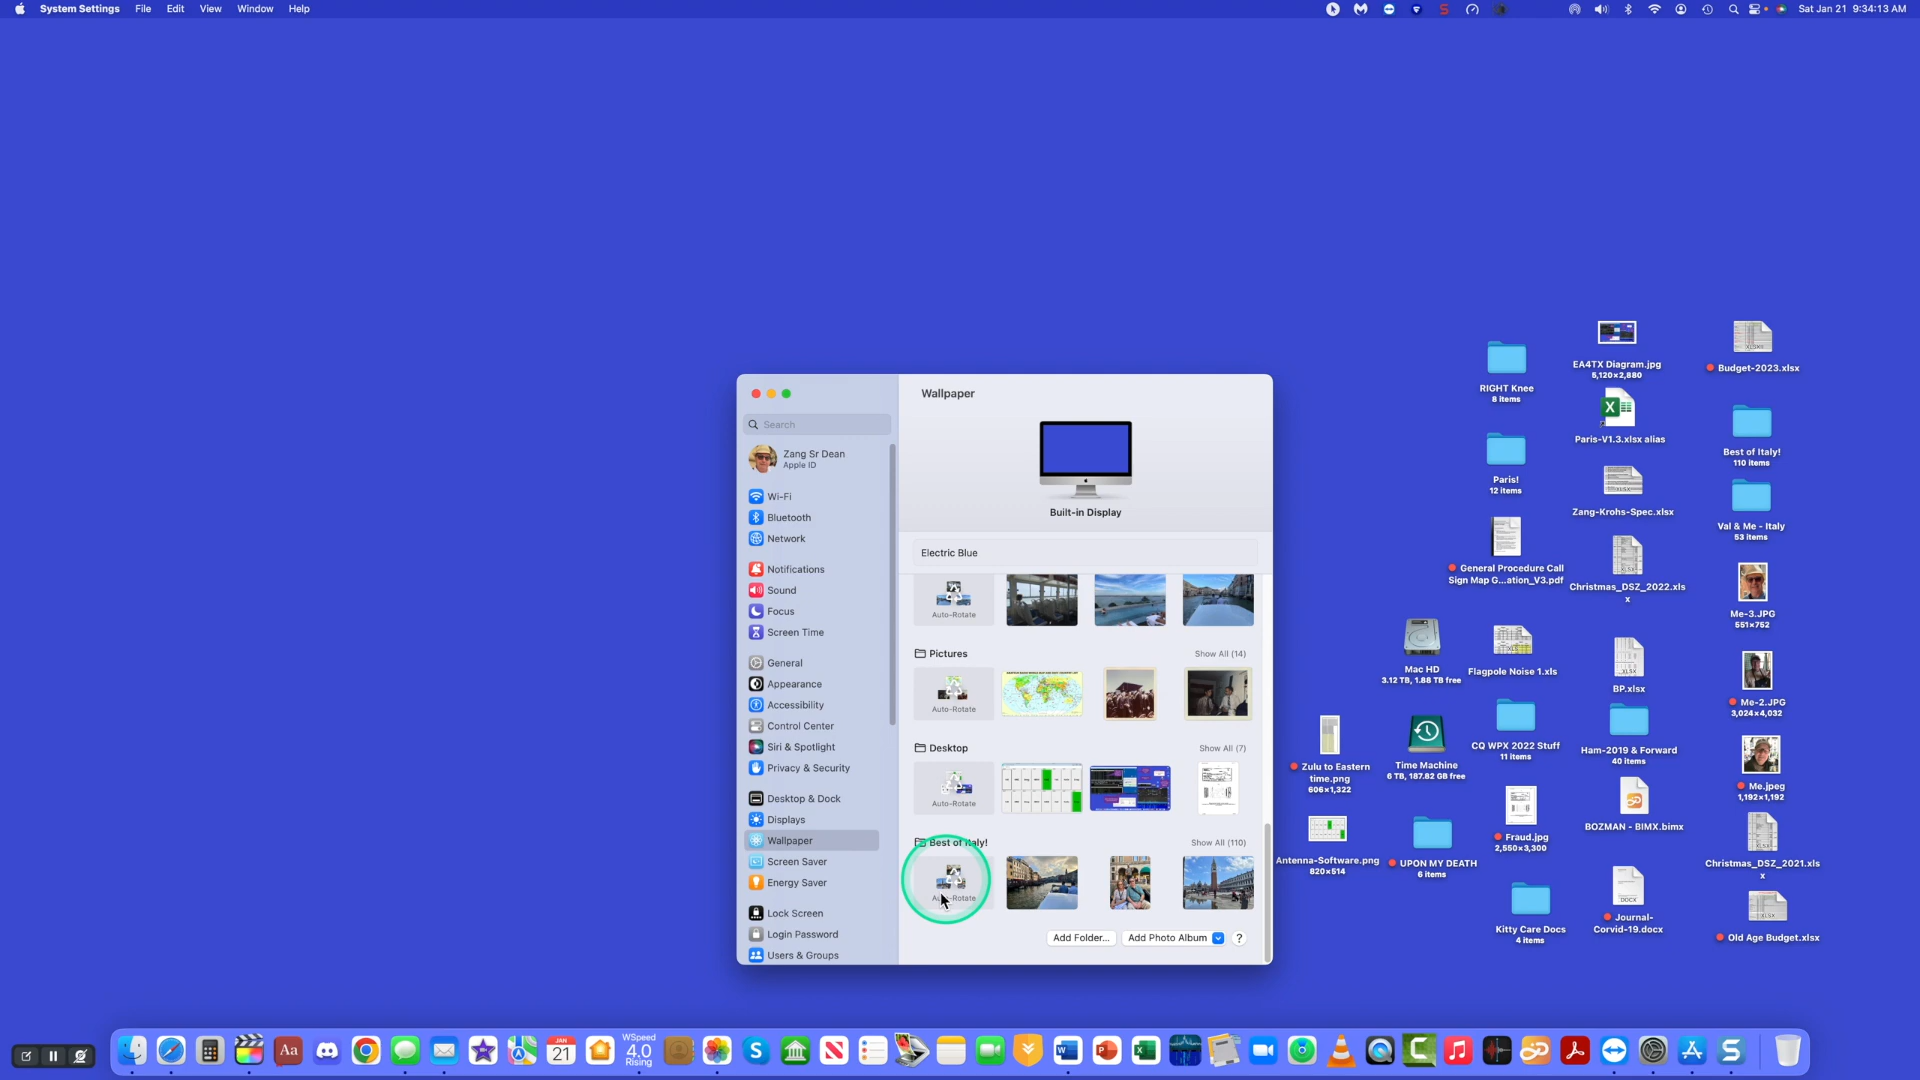 System Settings File Edit View Window Help
Sat Jan 21 9:34:13 AM
Wallpaper
Search
Zang Sr Dean
Apple ID
Wi-Fi
Bluetooth
Network
Notifications
Sound
Focus
Screen Time
General
Appearance
Accessibility
Control Center
Siri & Spotlight
Privacy & Security
Desktop & Dock
Displays
Wallpaper
Screen Saver
Energy Saver
Lock Screen
Login Password
Users & Groups
Built-in Display
Electric Blue
Auto-Rotate
Pictures
Show All (14)
Auto-Rotate
Desktop
Show All (7)
Auto-Rotate
Best of Italy!
Show All (110)
Auto-Rotate
Add Folder...
Add Photo Album
?
RIGHT Knee
8 items
Paris!
12 items
General Procedure Call
Sign Map G...ation_V3.pdf
Mac HD
3.12 TB, 1.88 TB free
Flagpole Noise 1.xls
Zulu to Eastern
time.png
606×1,322
Time Machine
6 TB, 187.82 GB free
CQ WPX 2022 Stuff
11 items
Antenna-Software.png
820×514
UPON MY DEATH
6 items
Fraud.jpg
2,550×3,300
Kitty Care Docs
4 items
EA4TX Diagram.jpg
5,120×2,880
Paris-V1.3.xlsx alias
Zang-Krohs-Spec.xlsx
Christmas_DSZ_2022.xls
x
BP.xlsx
Ham-2019 & Forward
40 items
BOZMAN - BIMX.bimx
DOCX
Journal-
Corvid-19.docx
XLSX
Budget-2023.xlsx
Best of Italy!
110 items
Val & Me - Italy
53 items
Me-3.JPG
551×752
Me-2.JPG
3,024×4,032
Me.jpeg
1,192×1,192
Christmas_DSZ_2021.xls
x
XLSX
Old Age Budget.xlsx
Aa
JAN
21
WSpeed
4.0
Rising